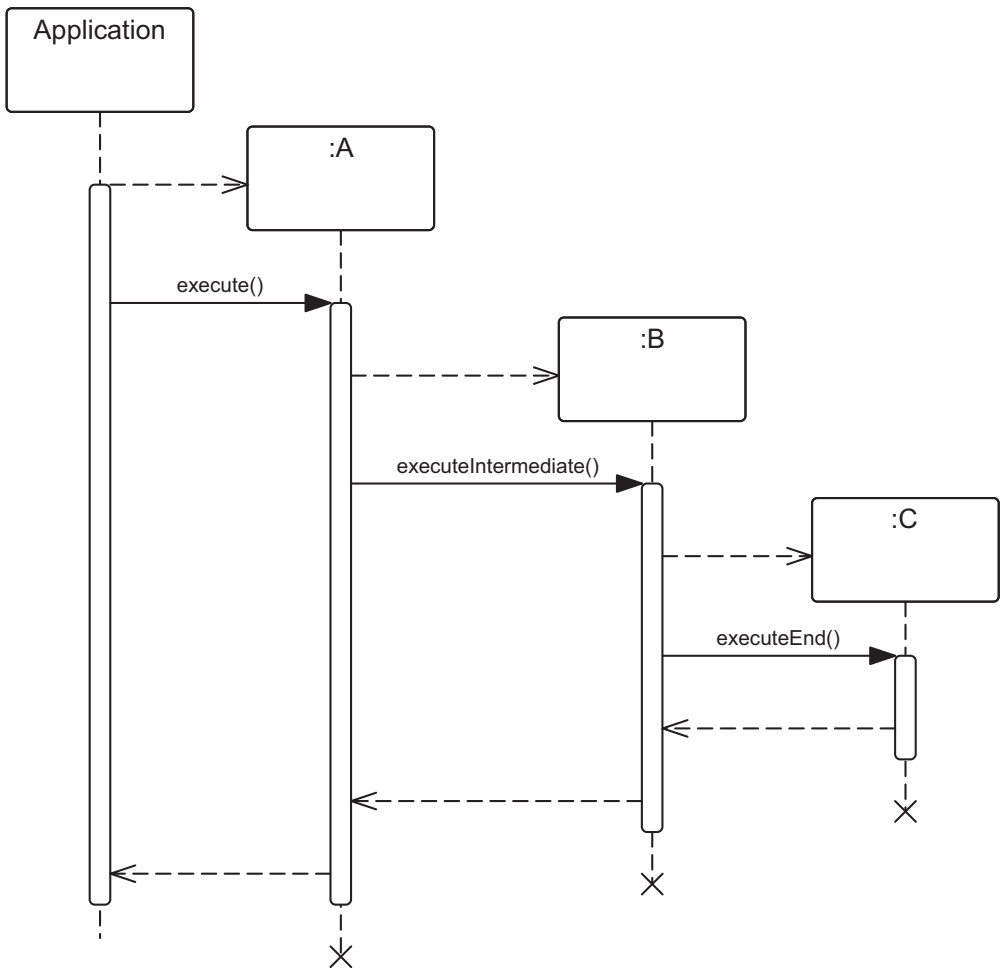 Application
:A
execute()
:B
executeIntermediate()
:C
executeEnd()